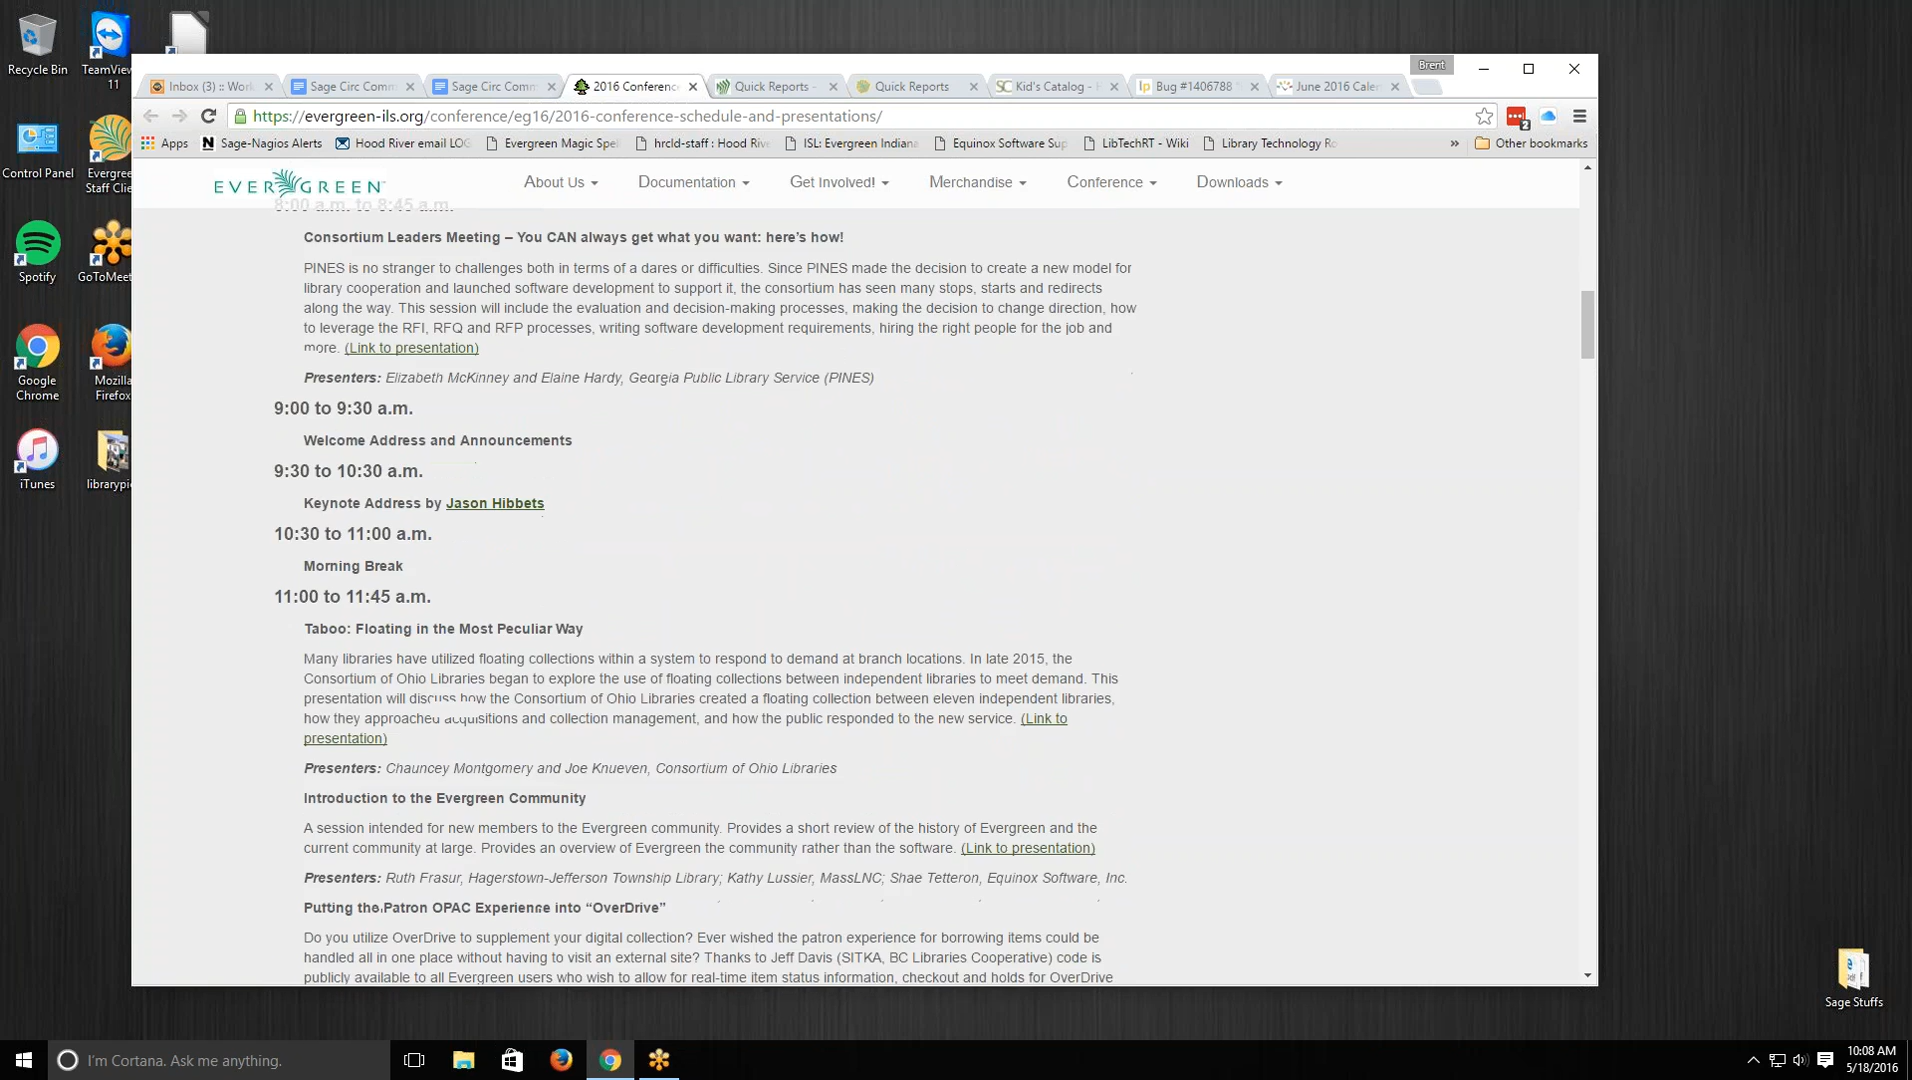 Recycle Bin
TeamView
11
Control Panel
Evergree
Staff Clie
Spotify
GoToMeet
Google
Chrome
Mozilla
Firefox
iTunes
librarypi
Brent
Inbox (3) :: Work
Sage Circ Comm
Sage Circ Comm
2016 Conference
Quick Reports -
Quick Reports
Kid's Catalog -
Bug #1406788
June 2016 Calen
https://evergreen-ils.org/conference/eg16/2016-conference-schedule-and-presentations/
2
Apps
Sage-Nagios Alerts
Hood River email LOG
Evergreen Magic Spel
hrcld-staff : Hood Rive
ISL: Evergreen Indiana
Equinox Software Sup
LibTechRT - Wiki
Library Technology Ro
»
Other bookmarks
EVERGREEN
About Us
Documentation
Get Involved!
Merchandise
Conference
Downloads
8:00 a.m. to 8:45 a.m.
Consortium Leaders Meeting – You CAN always get what you want: here's how!
PINES is no stranger to challenges both in terms of a dares or difficulties. Since PINES made the decision to create a new model for
library cooperation and launched software development to support it, the consortium has seen many stops, starts and redirects
along the way. This session will include the evaluation and decision-making processes, making the decision to change direction, how
to leverage the RFI, RFQ and RFP processes, writing software development requirements, hiring the right people for the job and
more. (Link to presentation)
Presenters: Elizabeth McKinney and Elaine Hardy, Georgia Public Library Service (PINES)
9:00 to 9:30 a.m.
Welcome Address and Announcements
9:30 to 10:30 a.m.
Keynote Address by Jason Hibbets
10:30 to 11:00 a.m.
Morning Break
11:00 to 11:45 a.m.
Taboo: Floating in the Most Peculiar Way
Many libraries have utilized floating collections within a system to respond to demand at branch locations. In late 2015, the
Consortium of Ohio Libraries began to explore the use of floating collections between independent libraries to meet demand. This
presentation will discuss how the Consortium of Ohio Libraries created a floating collection between eleven independent libraries,
how they approached acquisitions and collection management, and how the public responded to the new service. (Link to
presentation)
Presenters: Chauncey Montgomery and Joe Knueven, Consortium of Ohio Libraries
Introduction to the Evergreen Community
A session intended for new members to the Evergreen community. Provides a short review of the history of Evergreen and the
current community at large. Provides an overview of Evergreen the community rather than the software. (Link to presentation)
Presenters: Ruth Frasur, Hagerstown-Jefferson Township Library; Kathy Lussier, MassLNC; Shae Tetteron, Equinox Software, Inc.
Putting the Patron OPAC Experience into “OverDrive”
Do you utilize OverDrive to supplement your digital collection? Ever wished the patron experience for borrowing items could be
handled all in one place without having to visit an external site? Thanks to Jeff Davis (SITKA, BC Libraries Cooperative) code is
publicly available to all Evergreen users who wish to allow for real-time item status information, checkout and holds for OverDrive
Sage Stuffs
I'm Cortana. Ask me anything.
10:08 AM
5/18/2016